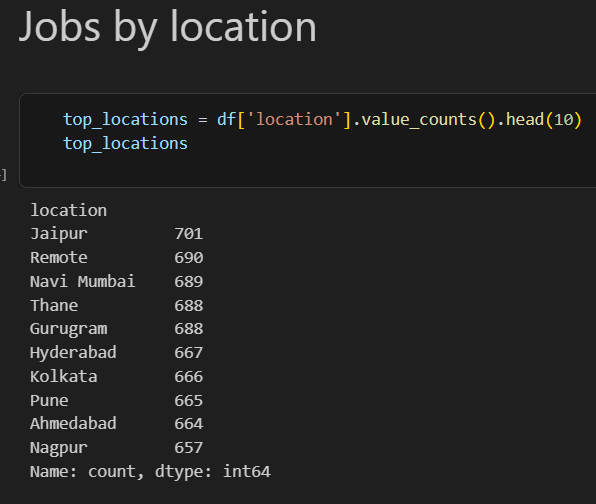 Jobs by location
top_locations = df['location'].value_counts().head(10)
top_locations
]
location
Jaipur 701
Remote 690
Navi Mumbai 689
Thane 688
Gurugram 688
Hyderabad 667
Kolkata 666
Pune 665
Ahmedabad 664
Nagpur 657
Name: count, dtype: int64